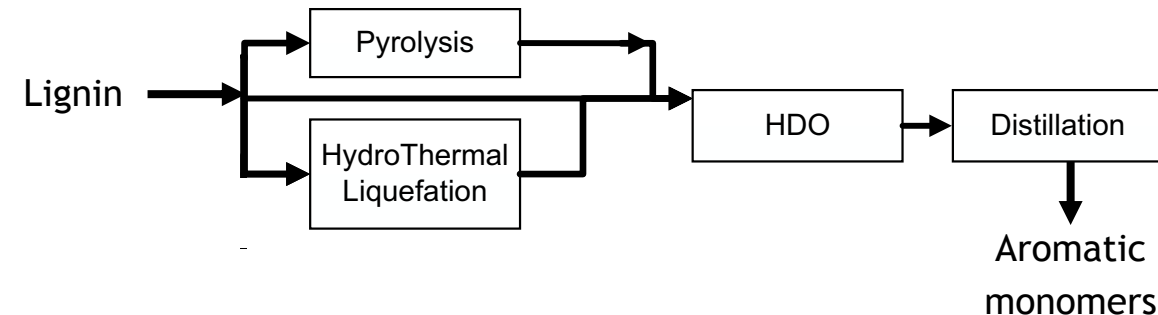 Pyrolysis
Lignin
HydroThermal
Liquefation
HDO
Distillation
Aromatic
monomers